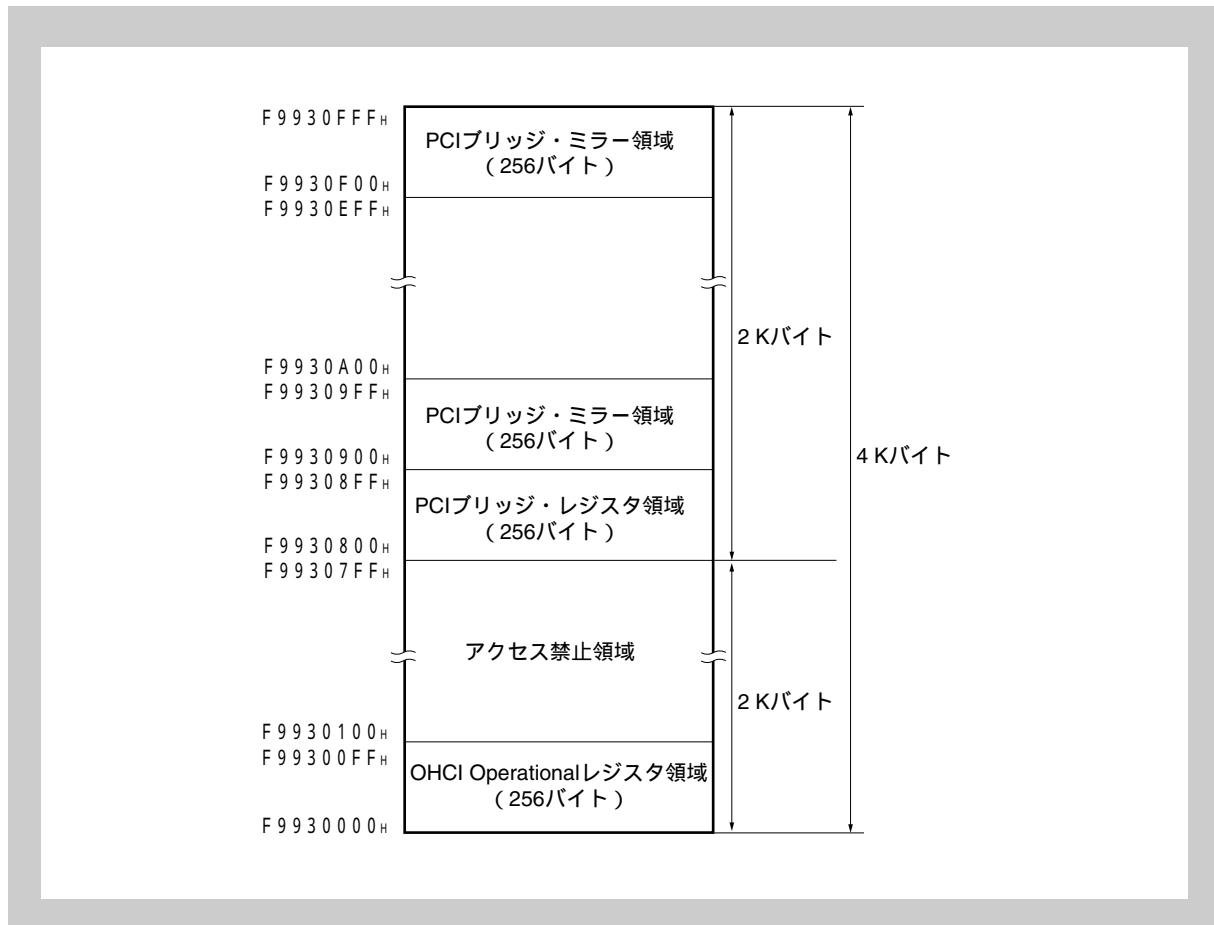 F9930FFFH
PCIブリッジ・ミラー領域
（256バイト）
F9930F00H
F9930EFFH
2 Kバイト
F9930A00H
F99309FFH
PCIブリッジ・ミラー領域
（256バイト）
F9930900H
4 Kバイト
F99308FFH
PCIブリッジ・レジスタ領域
（256バイト）
F9930800H
F99307FFH
アクセス禁止領域
2 Kバイト
F9930100H
F99300FFH
OHCI Operationalレジスタ領域
（256バイト）
F9930000H